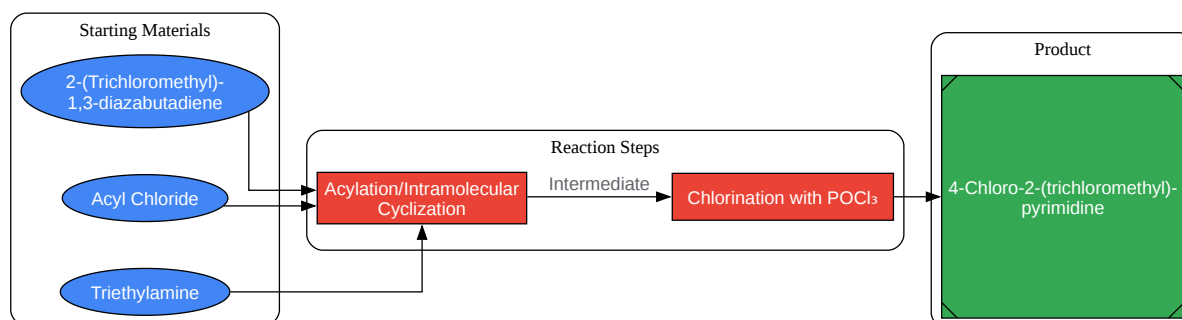 Starting Materials
2-(Trichloromethyl)-
1,3-diazabutadiene
Acyl Chloride
Triethylamine
Reaction Steps
Acylation/Intramolecular
Cyclization
Intermediate
Chlorination with POCl₃
Product
4-Chloro-2-(trichloromethyl)-
pyrimidine